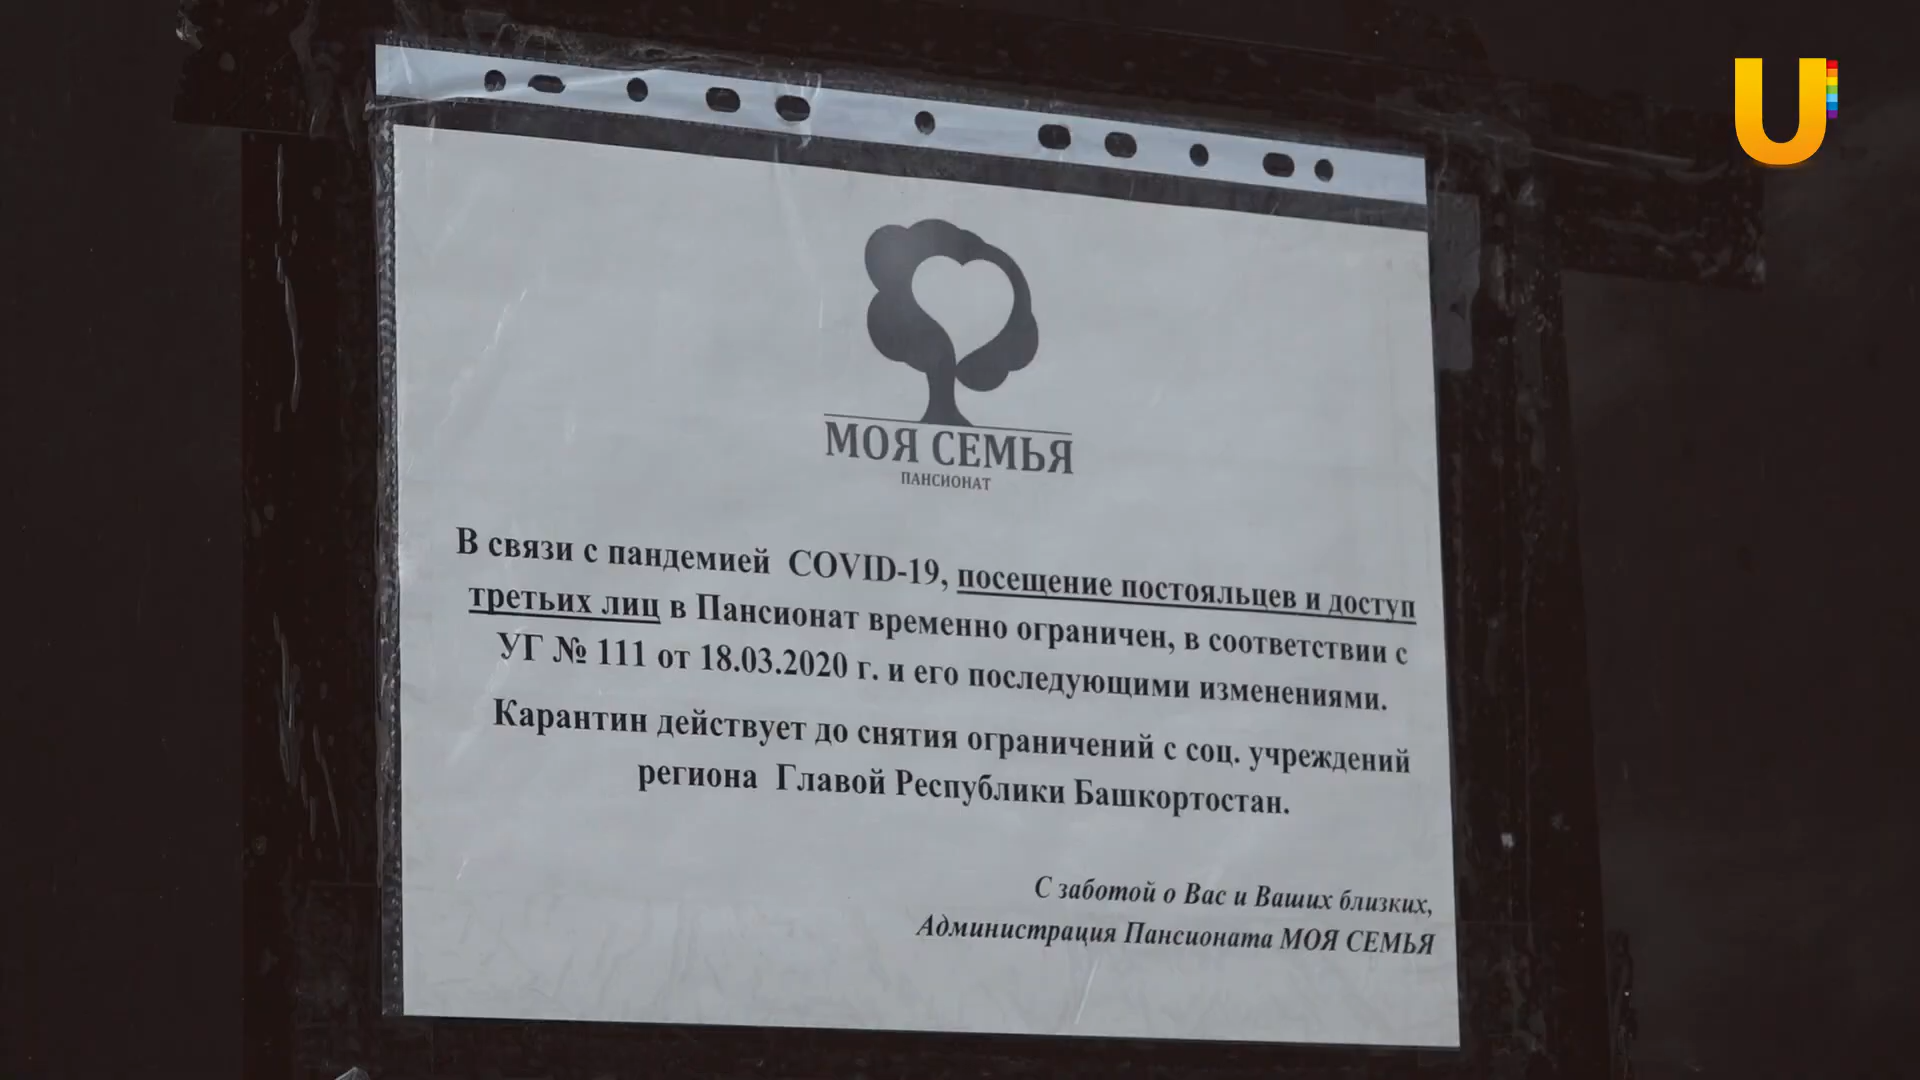 U
МОЯ СЕМЬЯ
ПАНСИОНАТ
В связи с пандемией COVID-19, посещение постояльцев и доступ
третьих лиц в Пансионат временно ограничен, в соответствии с
УГ № 111 от 18.03.2020 г. и его последующими изменениями.
Карантин действует до снятия ограничений с соц. учреждений
региона Главой Республики Башкортостан.
С заботой о Вас и Ваших близких,
Администрация Пансионата МОЯ СЕМЬЯ